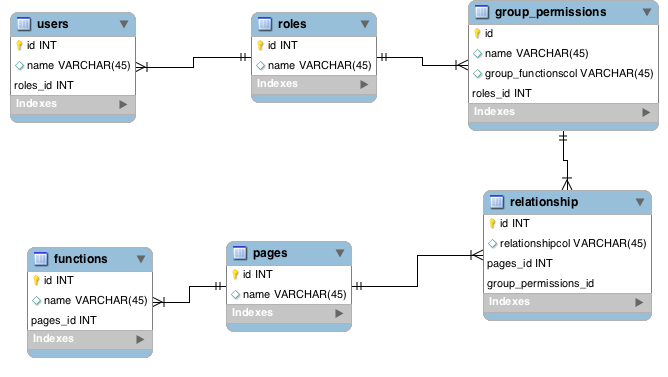 users
id INT
name VARCHAR(45)
roles_id INT
Indexes
roles
id INT
name VARCHAR(45)
Indexes
group_permissions
id
name VARCHAR(45)
group_functionscol VARCHAR(45)
roles_id INT
Indexes
relationship
id INT
relationshipcol VARCHAR(45)
pages_id INT
group_permissions_id
Indexes
functions
id INT
name VARCHAR(45)
pages_id INT
Indexes
pages
id INT
name VARCHAR(45)
Indexes